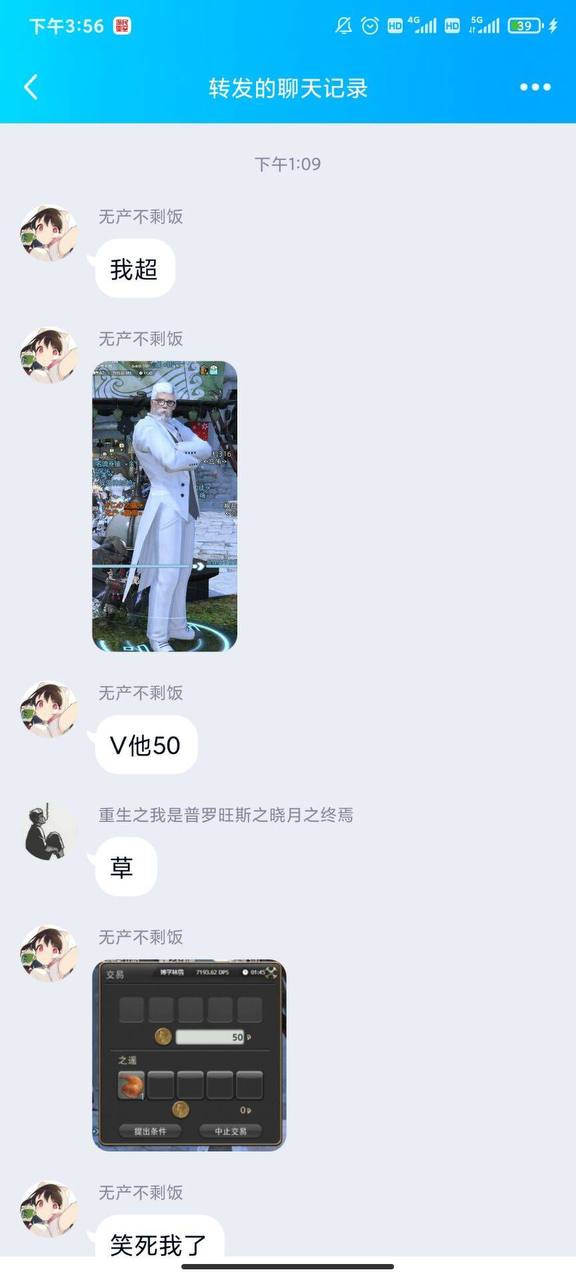 下午3:56
HD
4G
HD
5G
39
转发的聊天记录
下午1:09
无产不剩饭
我超
无产不剩饭
无产不剩饭
V他50
重生之我是普罗旺斯之晓月之终焉
草
无产不剩饭
交易
7193.62 DPS
01:45
50
之遥
0
提出条件
中止交易
无产不剩饭
笑死我了